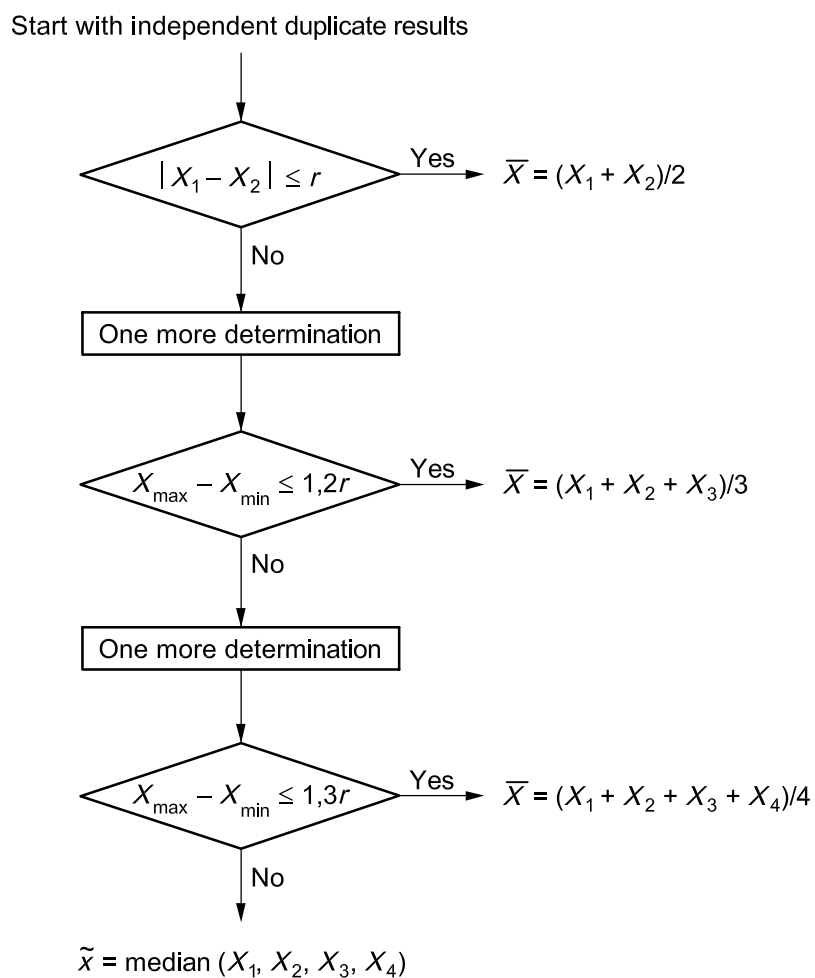 Start with independent duplicate results
|X₁ – X₂| ≤ r
Yes
X̅ = (X₁ + X₂)/2
No
One more determination
Xmax – Xmin ≤ 1,2r
Yes
X̅ = (X₁ + X₂ + X₃)/3
No
One more determination
Xmax – Xmin ≤ 1,3r
Yes
X̅ = (X₁ + X₂ + X₃ + X₄)/4
No
x̃ = median (X₁, X₂, X₃, X₄)